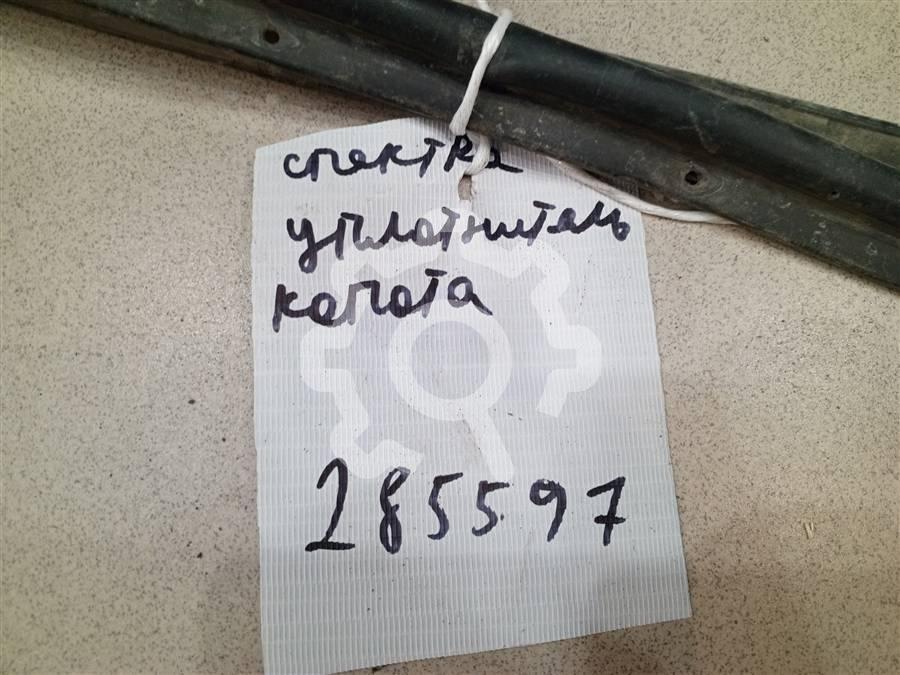 спектра
уплотнитель
капота
285597